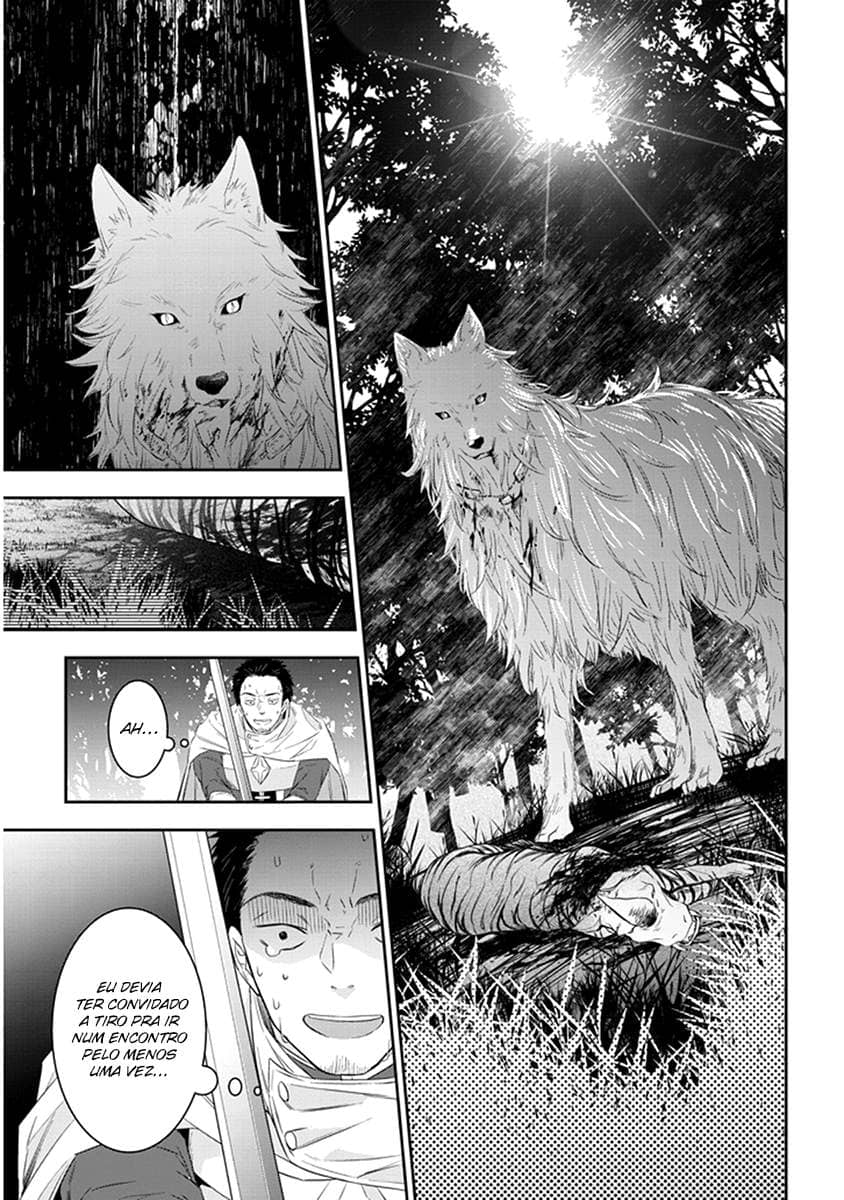 AH...
EU DEVIA
TER CONVIDADO
A TIRO PRA IR
NUM ENCONTRO
PELO MENOS
UMA VEZ...